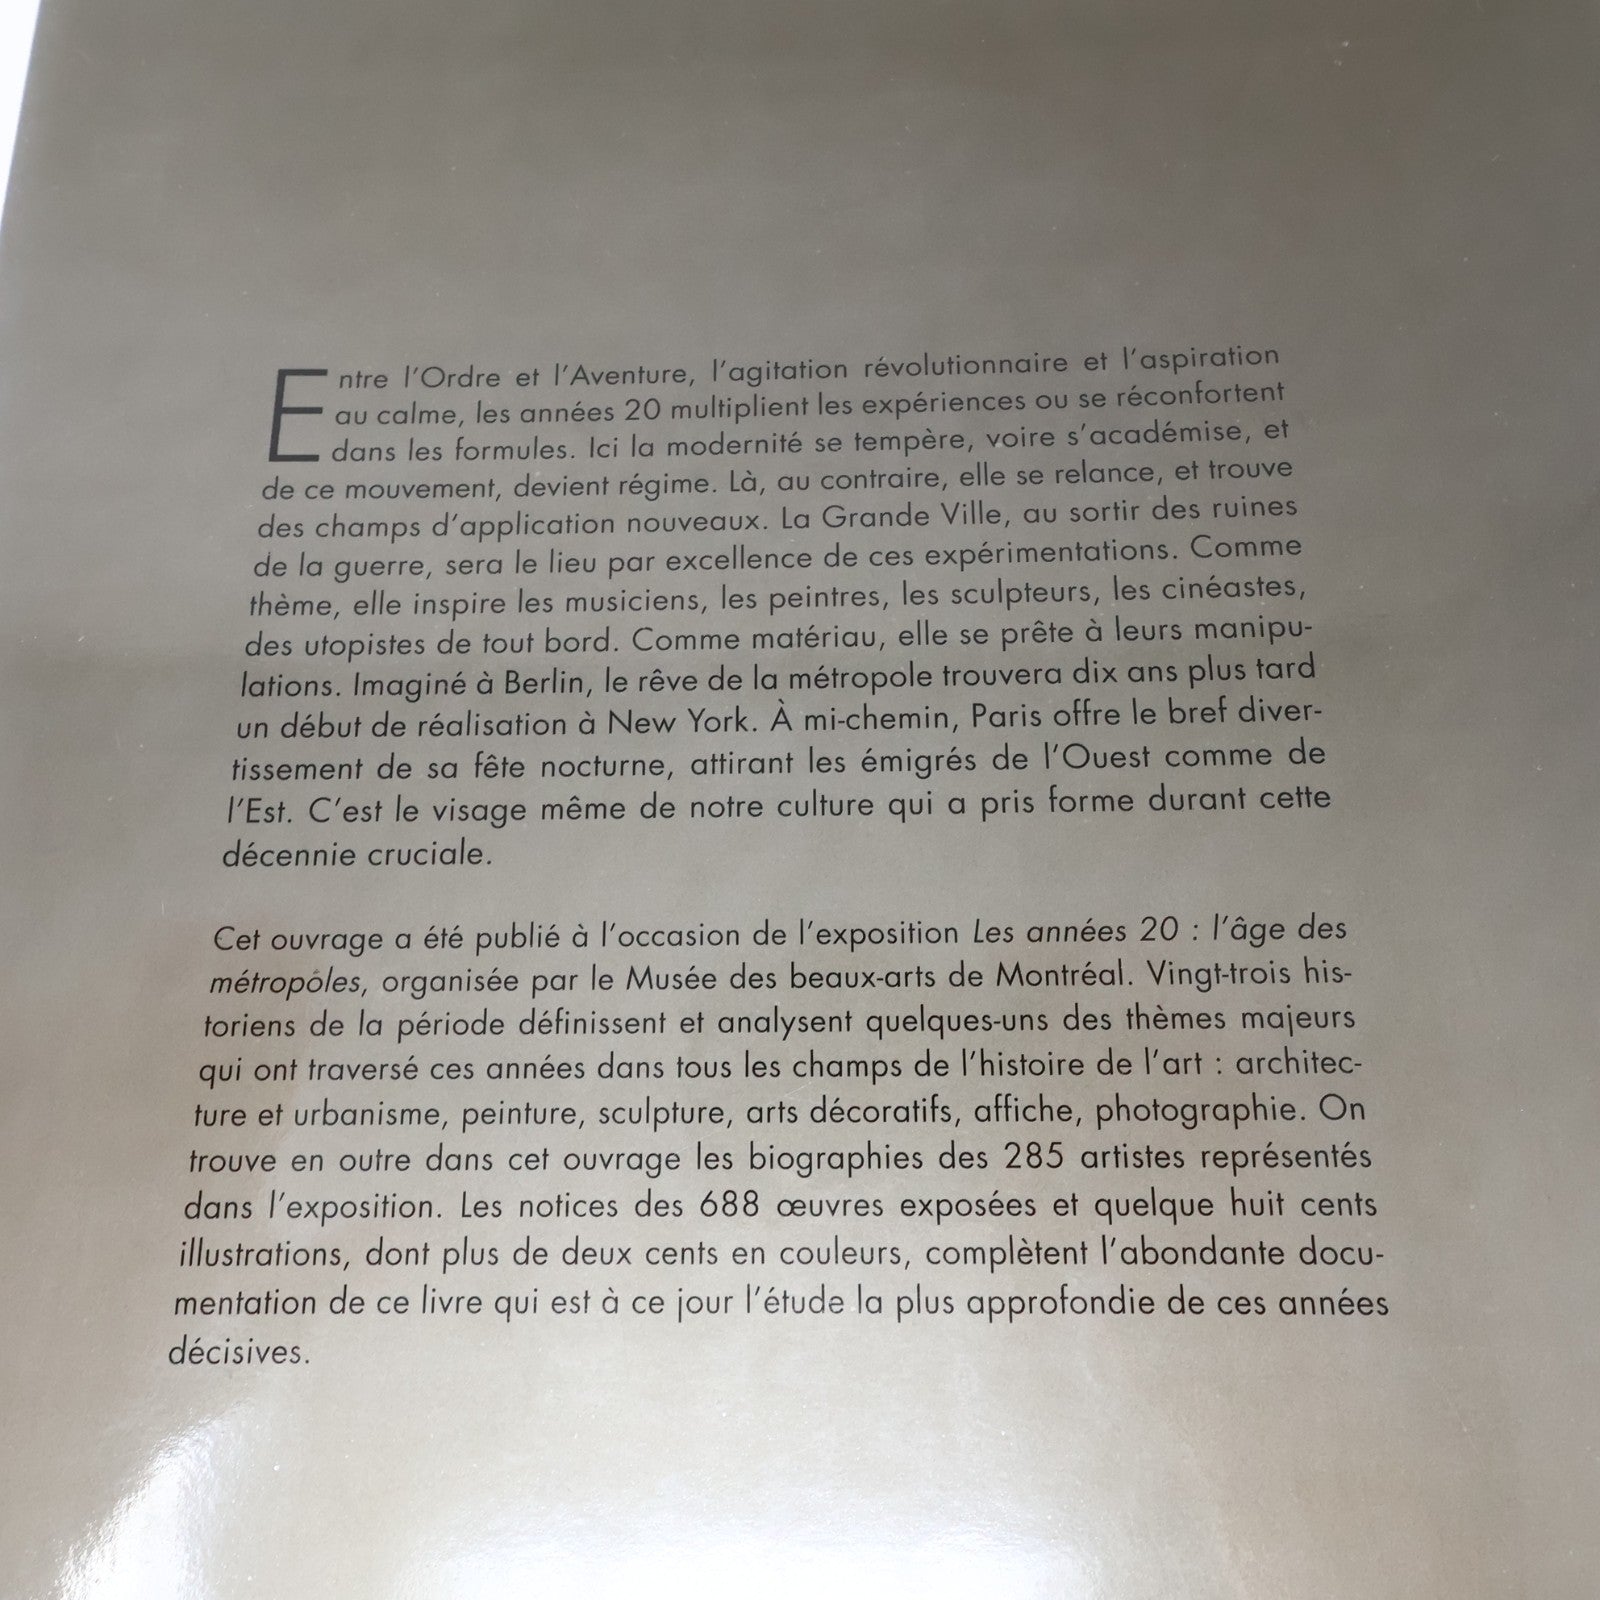 Entre l'Ordre et l'Aventure, l'agitation révolutionnaire et l'aspiration
au calme, les années 20 multiplient les expériences ou se réconfortent
dans les formules. Ici la modernité se tempère, voire s'académise, et
de ce mouvement, devient régime. Là, au contraire, elle se relance, et trouve
des champs d'application nouveaux. La Grande Ville, au sortir des ruines
de la guerre, sera le lieu par excellence de ces expérimentations. Comme
thème, elle inspire les musiciens, les peintres, les sculpteurs, les cinéastes,
des utopistes de tout bord. Comme matériau, elle se prête à leurs manipu-
lations. Imaginé à Berlin, le rêve de la métropole trouvera dix ans plus tard
un début de réalisation à New York. À mi-chemin, Paris offre le bref diver-
tissement de sa fête nocturne, attirant les émigrés de l'Ouest comme de
l'Est. C'est le visage même de notre culture qui a pris forme durant cette
décennie cruciale.
Cet ouvrage a été publié à l'occasion de l'exposition Les années 20 : l'âge des
métropoles, organisée par le Musée des beaux-arts de Montréal. Vingt-trois his-
toriens de la période définissent et analysent quelques-uns des thèmes majeurs
qui ont traversé ces années dans tous les champs de l'histoire de l'art : architec-
ture et urbanisme, peinture, sculpture, arts décoratifs, affiche, photographie. On
trouve en outre dans cet ouvrage les biographies des 285 artistes représentés
dans l'exposition. Les notices des 688 œuvres exposées et quelque huit cents
illustrations, dont plus de deux cents en couleurs, complètent l'abondante docu-
mentation de ce livre qui est à ce jour l'étude la plus approfondie de ces années
décisives.